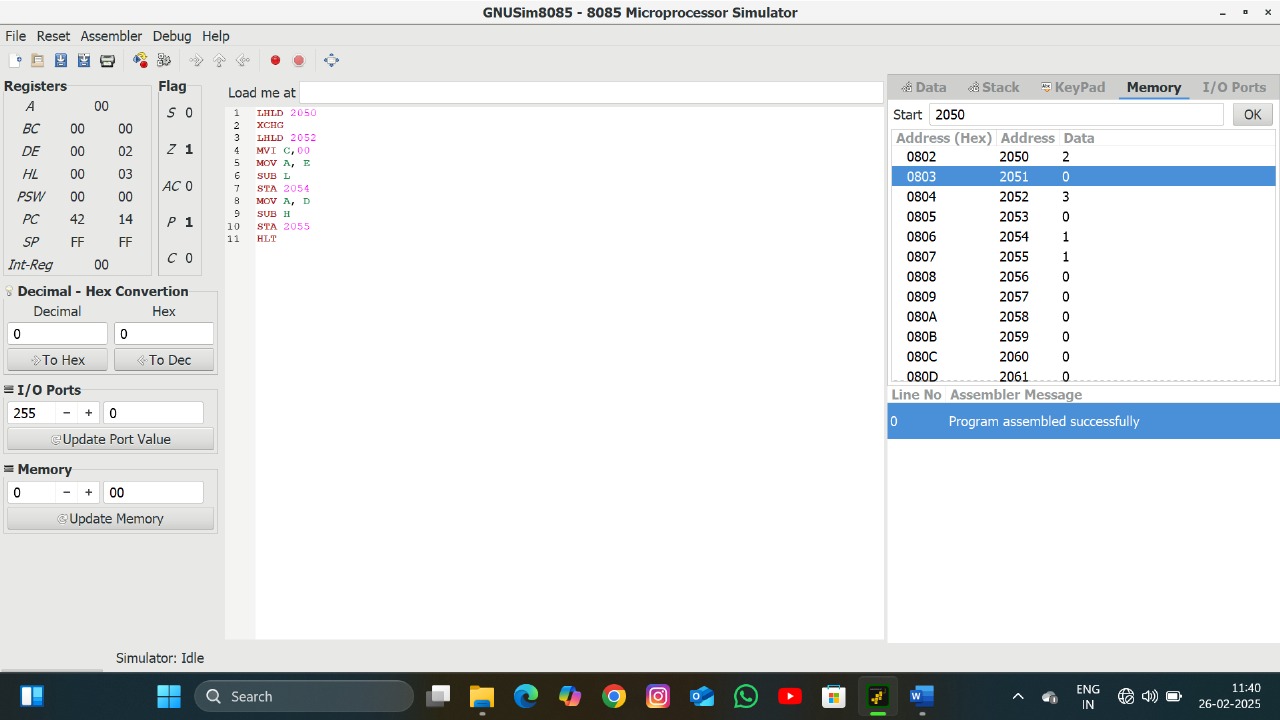 GNUSim8085 - 8085 Microprocessor Simulator
File Reset Assembler Debug Help
Registers
A 00
BC 00 00
DE 00 02
HL 00 03
PSW 00 00
PC 42 14
SP FF FF
Int-Reg 00
Flag
S 0
Z 1
AC 0
P 1
C 0
Decimal - Hex Convertion
Decimal Hex
0 0
To Hex To Dec
I/O Ports
255 - + 0
Update Port Value
Memory
0 - + 00
Update Memory
Load me at
1 LHLD 2050
2 XCHG
3 LHLD 2052
4 MVI C,00
5 MOV A, E
6 SUB L
7 STA 2054
8 MOV A, D
9 SUB H
10 STA 2055
11 HLT
Data Stack KeyPad Memory I/O Ports
Start 2050 OK
Address (Hex) Address Data
0802 2050 2
0803 2051 0
0804 2052 3
0805 2053 0
0806 2054 1
0807 2055 1
0808 2056 0
0809 2057 0
080A 2058 0
080B 2059 0
080C 2060 0
080D 2061 0
Line No Assembler Message
0 Program assembled successfully
Simulator: Idle
Search
ENG
IN
11:40
26-02-2025